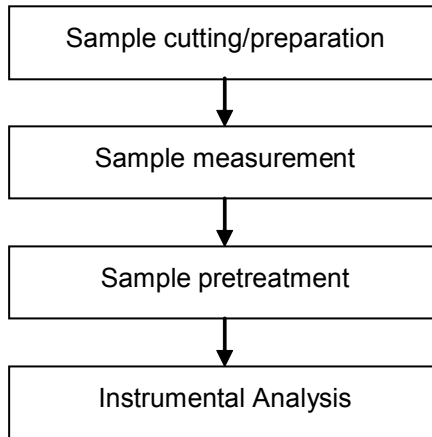 Sample cutting/preparation
Sample measurement
Sample pretreatment
Instrumental Analysis